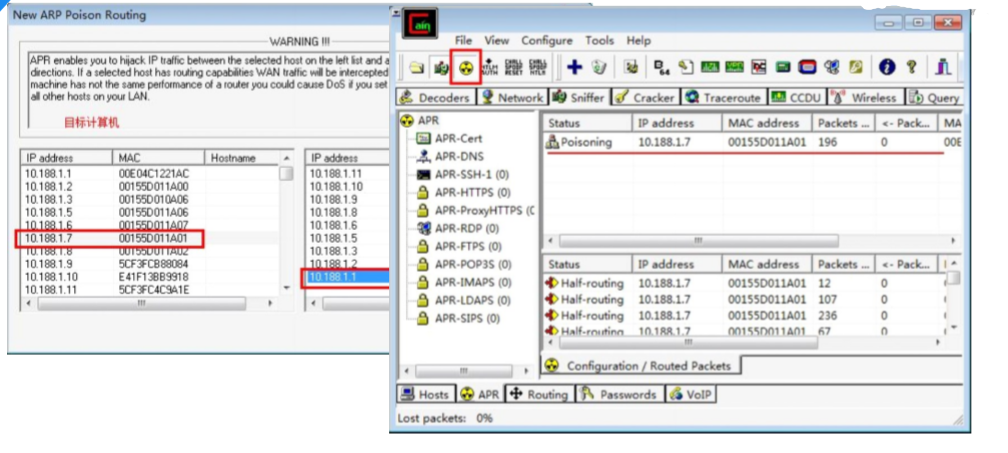 New ARP Poison Routing
WARNING !!!
APR enables you to hijack IP traffic between the selected host on the left list and a
directions. If a selected host has routing capabilities WAN traffic will be intercepted
machine has not the same performance of a router you could cause DoS if you set
all other hosts on your LAN.
目标计算机
IP address MAC Hostname
10.188.1.1 00E04C1221AC
10.188.1.2 00155D011A00
10.188.1.3 00155D010A06
10.188.1.5 00155D011A06
10.188.1.6 00155D011A07
10.188.1.7 00155D011A01
10.188.1.8 00155D011A02
10.188.1.9 5CF3FCB88084
10.188.1.10 E41F13BB9918
10.188.1.11 5CF3FC4C9A1E
IP address
10.188.1.11
10.188.1.10
10.188.1.9
10.188.1.8
10.188.1.6
10.188.1.5
10.188.1.3
10.188.1.2
10.188.1.1
File View Configure Tools Help
Decoders Network Sniffer Cracker Traceroute CCDU Wireless Query
APR
APR-Cert
APR-DNS
APR-SSH-1 (0)
APR-HTTPS (0)
APR-ProxyHTTPS (0
APR-RDP (0)
APR-FTPS (0)
APR-POP3S (0)
APR-IMAPS (0)
APR-LDAPS (0)
APR-SIPS (0)
Status IP address MAC address Packets ... <- Pack... MA
Poisoning 10.188.1.7 00155D011A01 196 0 00E
Status IP address MAC address Packets ... <- Pack...
Half-routing 10.188.1.7 00155D011A01 12 0
Half-routing 10.188.1.7 00155D011A01 107 0
Half-routing 10.188.1.7 00155D011A01 236 0
Half-routing 10.188.1.7 00155D011A01 67 0
Configuration / Routed Packets
Hosts APR Routing Passwords VoIP
Lost packets: 0%